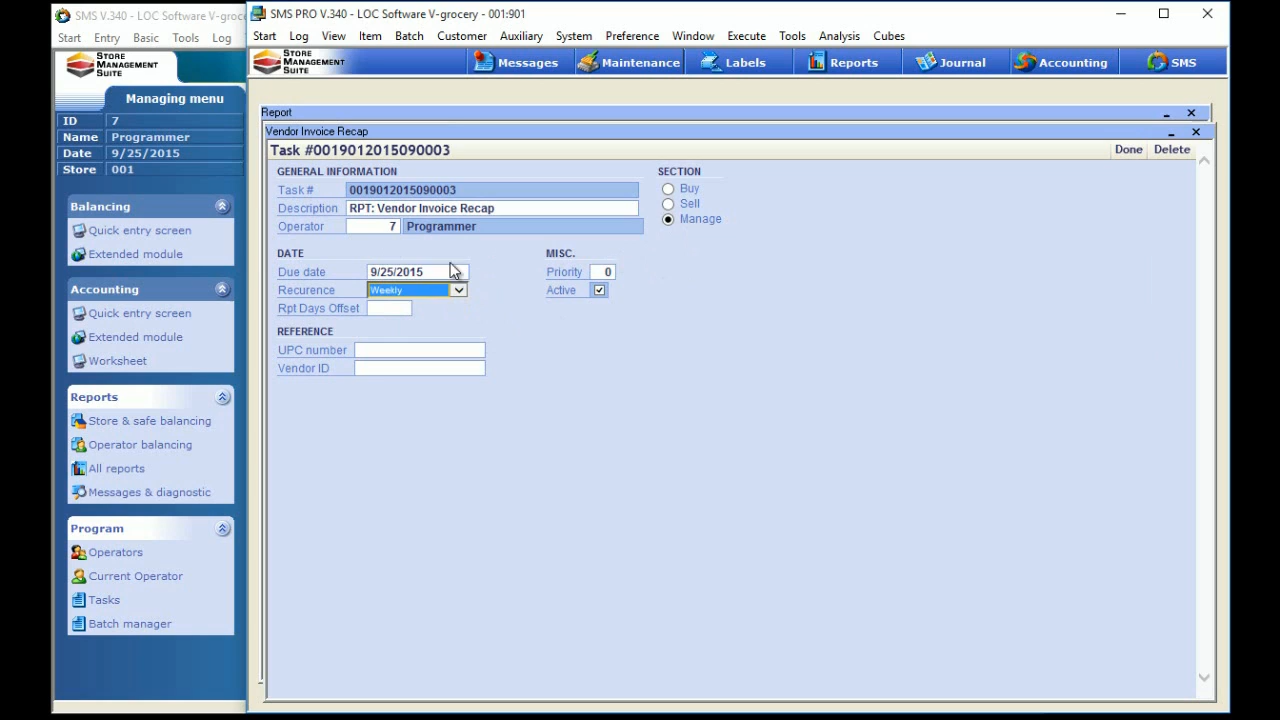 SMS V.340 - LOC Software V-groc
Start Entry Basic Tools Log
STORE
MANAGEMENT
SUITE
Managing menu
ID 7
Name Programmer
Date 9/25/2015
Store 001
Balancing
Quick entry screen
Extended module
Accounting
Quick entry screen
Extended module
Worksheet
Reports
Store & safe balancing
Operator balancing
All reports
Messages & diagnostic
Program
Operators
Current Operator
Tasks
Batch manager
SMS PRO V.340 - LOC Software V-grocery - 001:901
Start Log View Item Batch Customer Auxiliary System Preference Window Execute Tools Analysis Cubes
STORE
MANAGEMENT
SUITE
Messages Maintenance Labels Reports Journal Accounting SMS
Report
Vendor Invoice Recap
Task #0019012015090003 Done Delete
GENERAL INFORMATION SECTION
Task # 0019012015090003 Buy
Description RPT: Vendor Invoice Recap Sell
Operator 7 Programmer Manage
DATE MISC.
Due date 9/25/2015 Priority 0
Recurence Weekly Active
Rpt Days Offset
REFERENCE
UPC number
Vendor ID